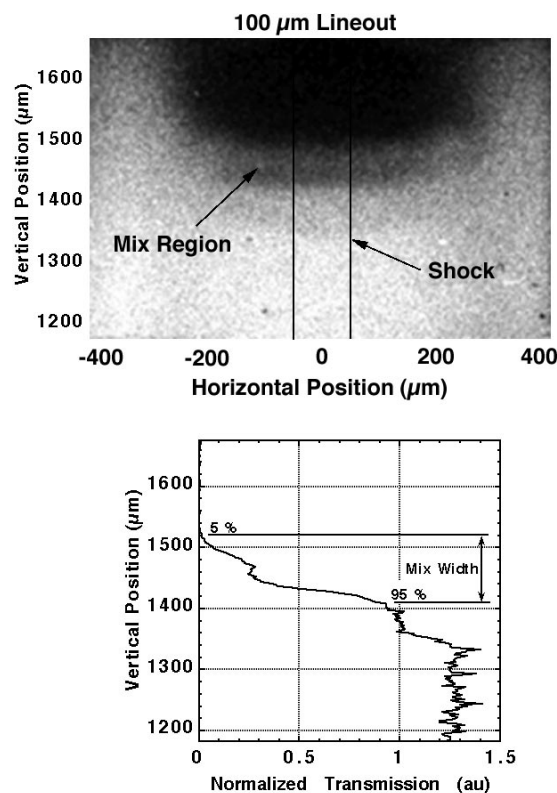 100 µm Lineout
1600
1500
1400
1300
1200
Vertical Position (µm)
Mix Region
Shock
-400
-200
0
200
400
Horizontal Position (µm)
1600
1500
1400
1300
1200
Vertical Position (µm)
5 %
Mix Width
95 %
0
0.5
1
1.5
Normalized Transmission (au)